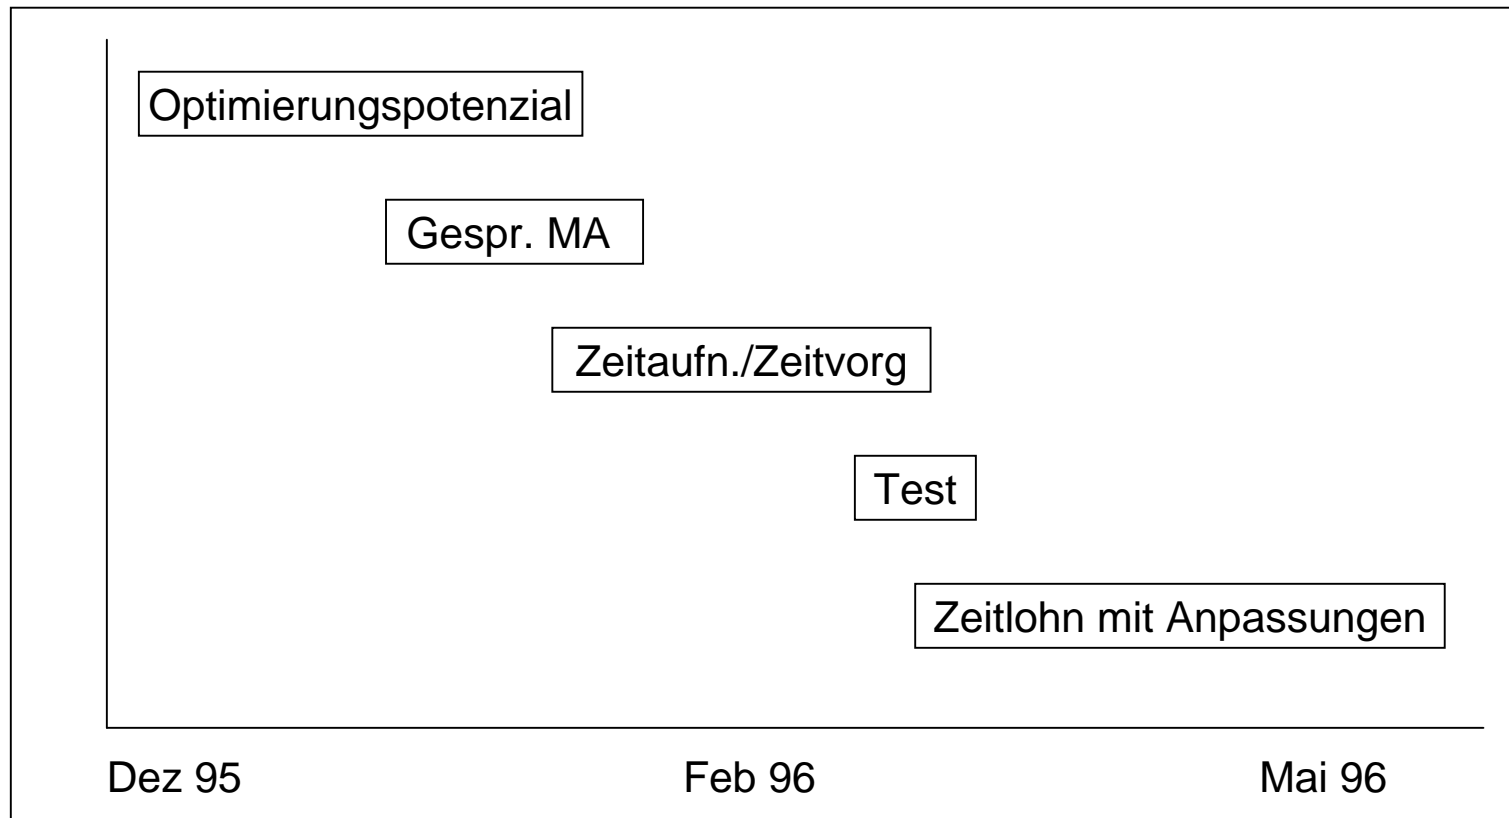 Optimierungspotenzial
Gespr. MA
Zeitaufn./Zeitvorg
Test
Zeitlohn mit Anpassungen
Dez 95 Feb 96 Mai 96